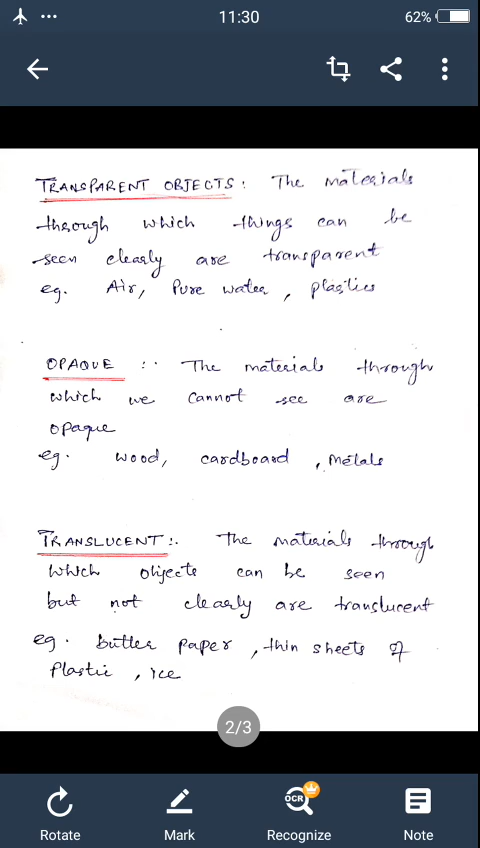 11:30
62%
TRANSPARENT OBJECTS: The materials
through which things can be
seen clearly are transparent
eg. Air, Pure water, plastics
OPAQUE :- The materials through
which we cannot see are
opaque
eg. wood, cardboard, metals
TRANSLUCENT:- The materials through
which objects can be seen
but not clearly are translucent
eg. butter paper, thin sheets of
plastic, ice
2/3
OCR
Rotate Mark Recognize Note